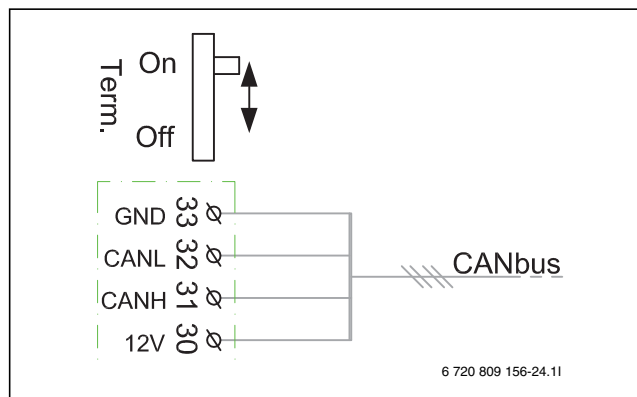 On
Term.
Off
GND 33
CANL 32
CANH 31
12V 30
CANbus
6 720 809 156-24.1I